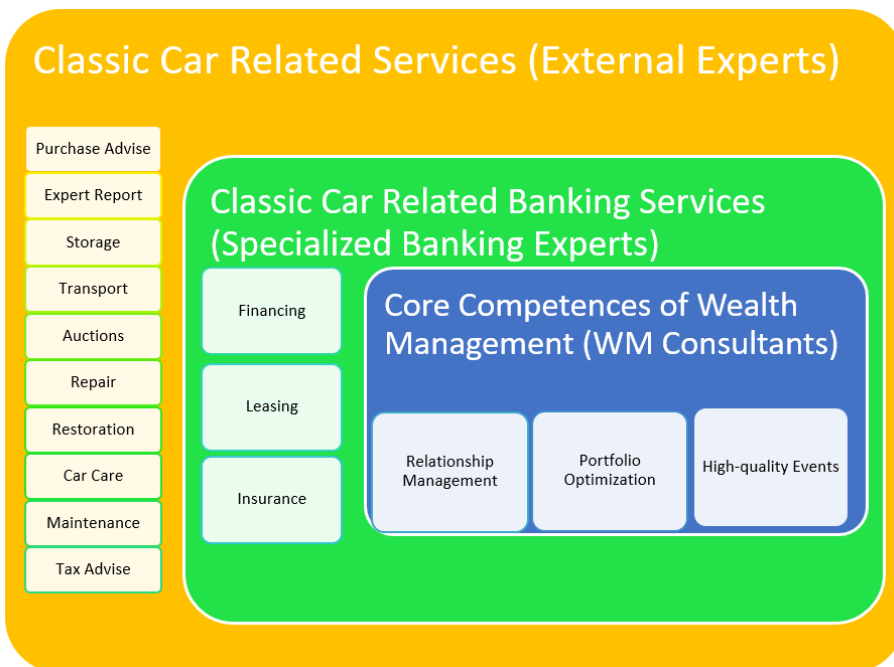 Classic Car Related Services (External Experts)
Purchase Advise
Expert Report
Storage
Transport
Auctions
Repair
Restoration
Car Care
Maintenance
Tax Advise
Classic Car Related Banking Services
(Specialized Banking Experts)
Financing
Leasing
Insurance
Core Competences of Wealth
Management (WM Consultants)
Relationship
Management
Portfolio
Optimization
High-quality Events